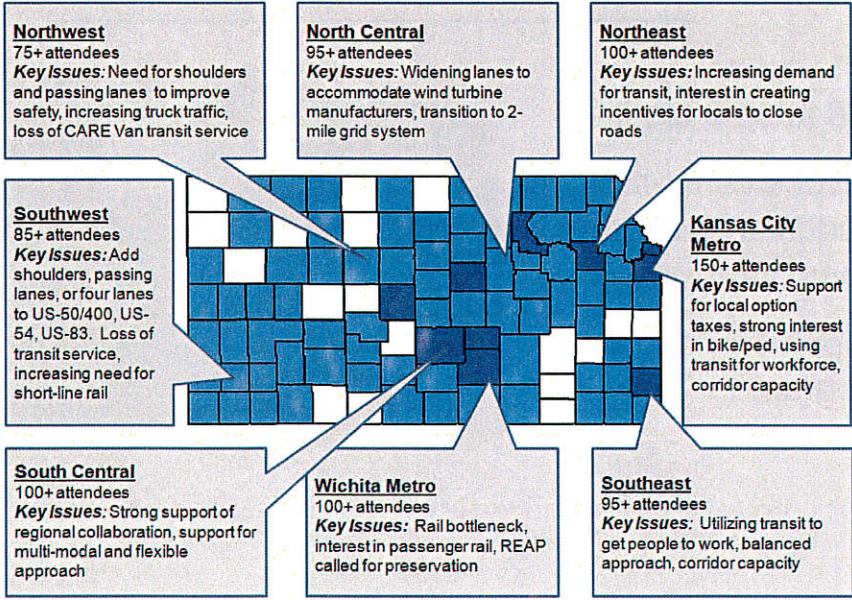 Northwest
75+ attendees
Key Issues: Need for shoulders
and passing lanes to improve
safety, increasing truck traffic,
loss of CARE Van transit service
North Central
95+ attendees
Key Issues: Widening lanes to
accommodate wind turbine
manufacturers, transition to 2-
mile grid system
Northeast
100+ attendees
Key Issues: Increasing demand
for transit, interest in creating
incentives for locals to close
roads
Southwest
85+ attendees
Key Issues: Add
shoulders, passing
lanes, or four lanes
to US-50/400, US-
54, US-83. Loss of
transit service,
increasing need for
short-line rail
Kansas City
Metro
150+ attendees
Key Issues: Support
for local option
taxes, strong interest
in bike/ped, using
transit for workforce,
corridor capacity
South Central
100+ attendees
Key Issues: Strong support of
regional collaboration, support for
multi-modal and flexible
approach
Wichita Metro
100+ attendees
Key Issues: Rail bottleneck,
interest in passenger rail, REAP
called for preservation
Southeast
95+ attendees
Key Issues: Utilizing transit to
get people to work, balanced
approach, corridor capacity